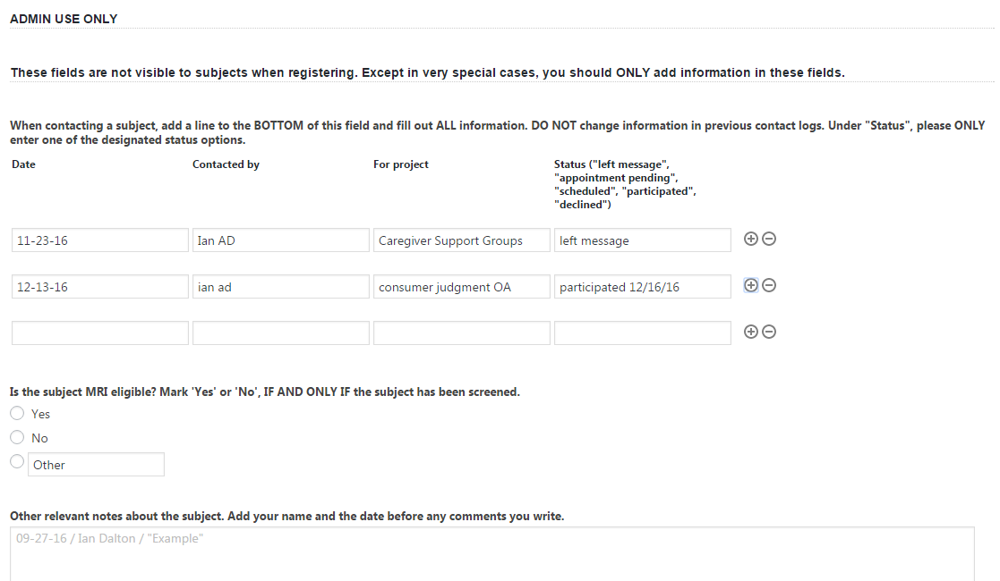 ADMIN USE ONLY
These fields are not visible to subjects when registering. Except in very special cases, you should ONLY add information in these fields.
When contacting a subject, add a line to the BOTTOM of this field and fill out ALL information. DO NOT change information in previous contact logs. Under "Status", please ONLY
enter one of the designated status options.
Date Contacted by For project Status ("left message",
"appointment pending",
"scheduled", "participated",
"declined")
11-23-16 Ian AD Caregiver Support Groups left message
12-13-16 ian ad consumer judgment OA participated 12/16/16
Is the subject MRI eligible? Mark 'Yes' or 'No', IF AND ONLY IF the subject has been screened.
Yes
No
Other
Other relevant notes about the subject. Add your name and the date before any comments you write.
09-27-16 / Ian Dalton / "Example"